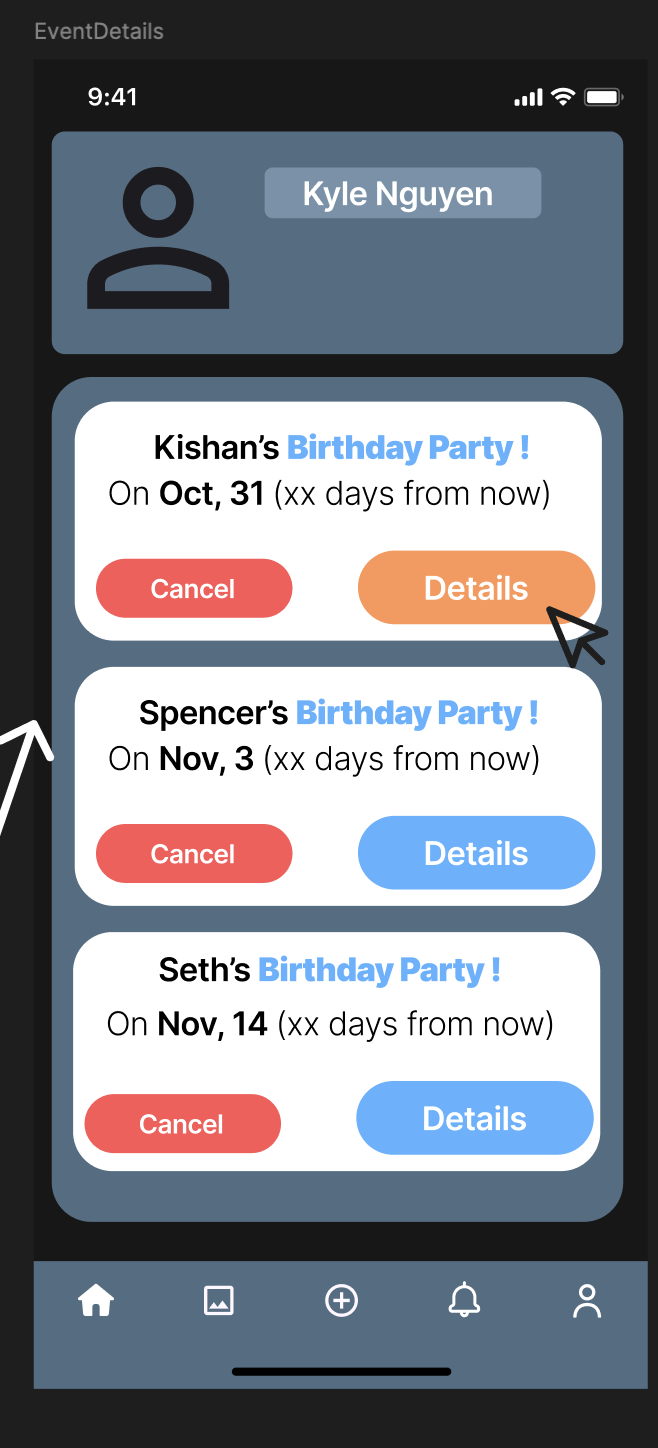 EventDetails
9:41
Kyle Nguyen
Kishan’s Birthday Party !
On Oct, 31 (xx days from now)
Cancel
Details
Spencer’s Birthday Party !
On Nov, 3 (xx days from now)
Cancel
Details
Seth’s Birthday Party !
On Nov, 14 (xx days from now)
Cancel
Details